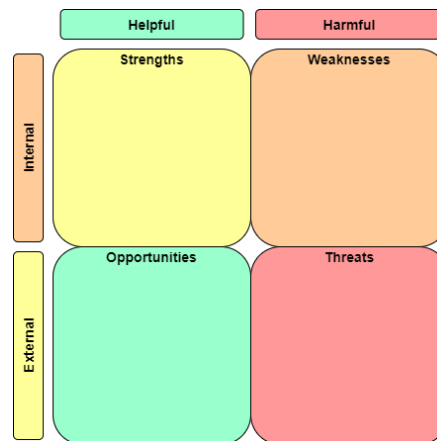 Helpful
Harmful
Strengths
Weaknesses
Internal
Opportunities
Threats
External